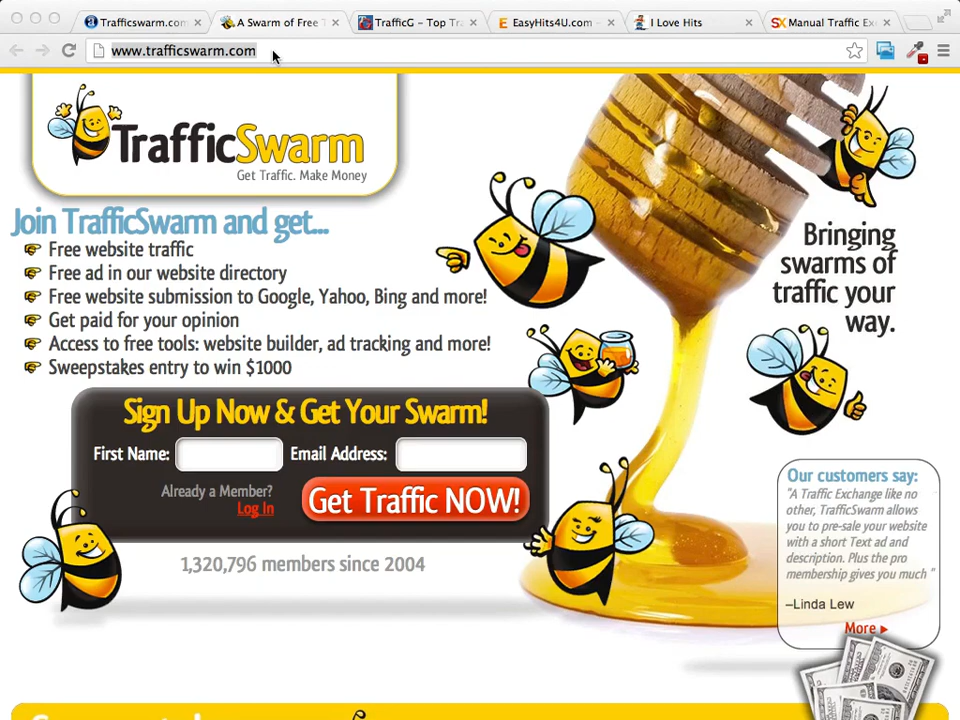 Trafficswarm.com
A Swarm of Free T
TrafficG - Top Tra
EasyHits4U.com -
I Love Hits
Manual Traffic Ex
www.trafficswarm.com
TrafficSwarm
Get Traffic. Make Money
Join TrafficSwarm and get...
Free website traffic
Free ad in our website directory
Free website submission to Google, Yahoo, Bing and more!
Get paid for your opinion
Access to free tools: website builder, ad tracking and more!
Sweepstakes entry to win $1000
Bringing
swarms of
traffic your
way.
Sign Up Now & Get Your Swarm!
First Name:
Email Address:
Already a Member?
Log In
Get Traffic NOW!
1,320,796 members since 2004
Our customers say:
"A Traffic Exchange like no
other, TrafficSwarm allows
you to pre-sale your website
with a short Text ad and
description. Plus the pro
membership gives you much "
–Linda Lew
More